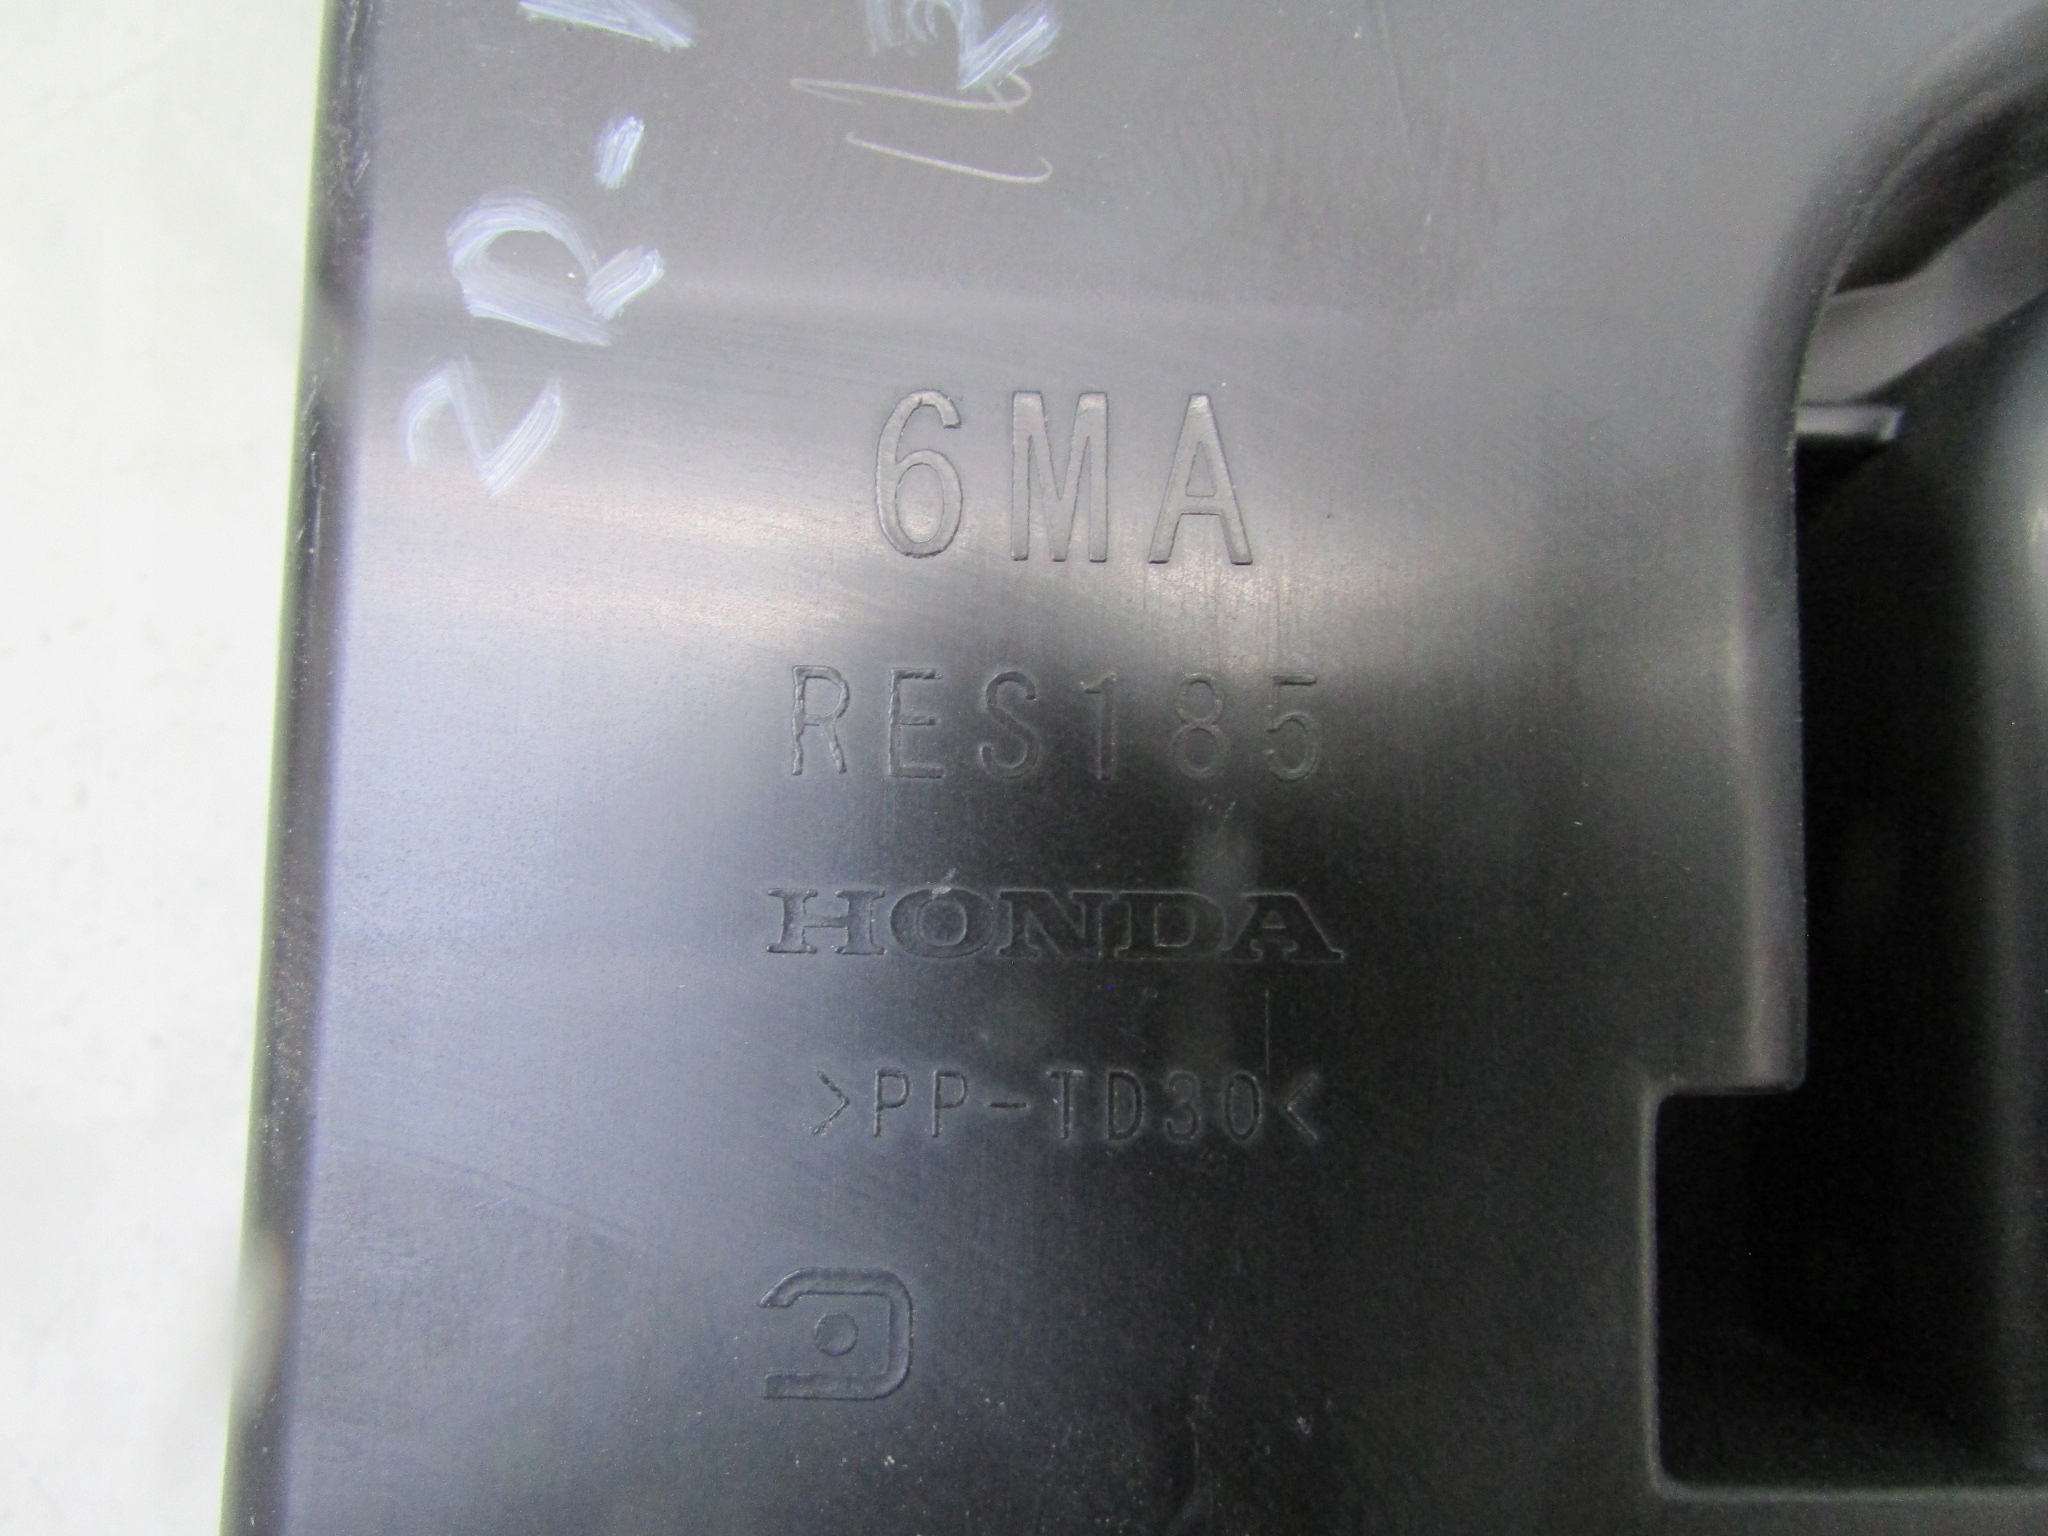 6MA
RES185
HONDA
>PP-TD30<